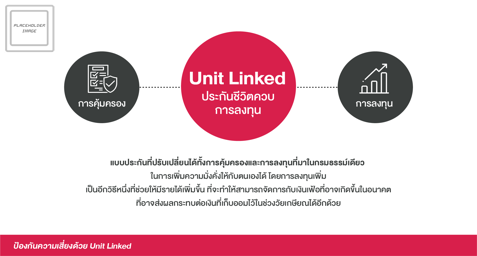 PLACEHOLDER
IMAGE
Unit Linked
ประกันชีวิตควบ
การลงทุน
การคุ้มครอง
การลงทุน
แบบประกันที่ปรับเปลี่ยนได้ทั้งการคุ้มครองและการลงทุนที่มาในกรมธรรม์เดียว
ในการเพิ่มความมั่งคั่งให้กับตนเองได้ โดยการลงทุนเพิ่ม
เป็นอีกวิธีหนึ่งที่ช่วยให้มีรายได้เพิ่มขึ้น ที่จะทำให้สามารถจัดการกับเงินเฟ้อที่อาจเกิดขึ้นในอนาคต
ที่อาจส่งผลกระทบต่อเงินที่เก็บออมไว้ในช่วงวัยเกษียณได้อีกด้วย
ป้องกันความเสี่ยงด้วย Unit Linked